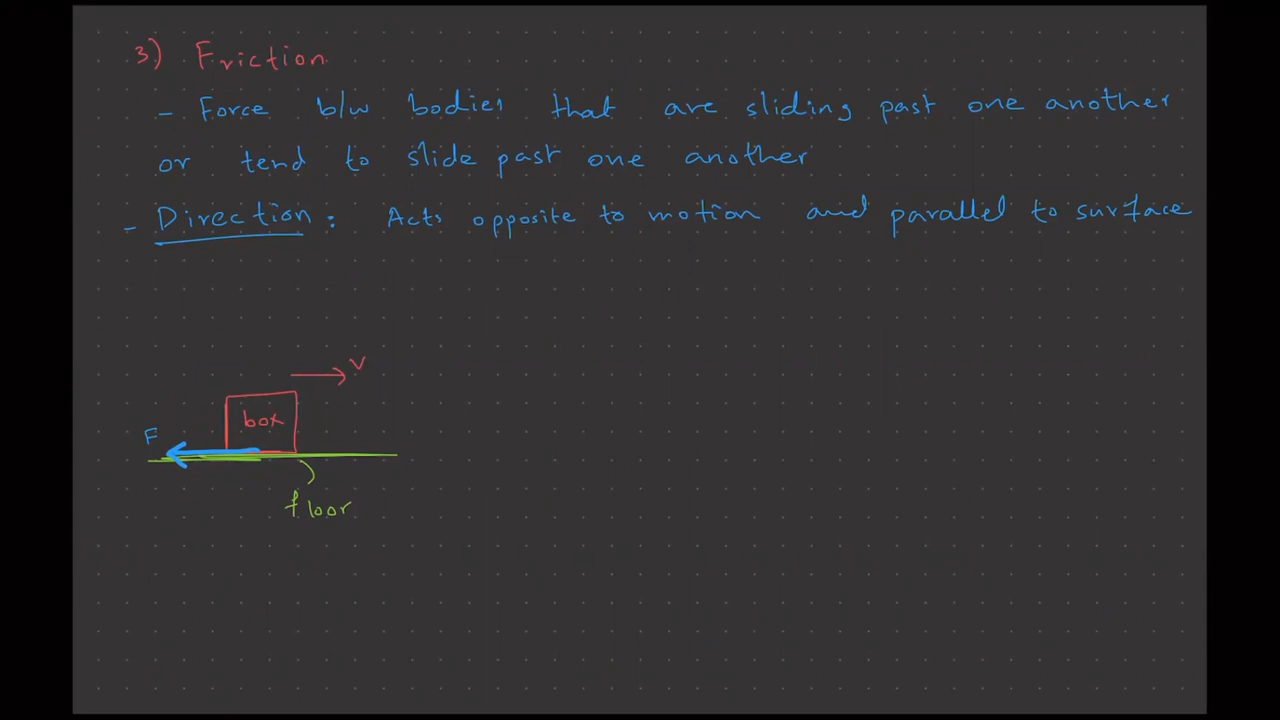 3.) Friction
- Force b/w bodies that are sliding past one another
or tend to slide past one another
- Direction: Acts opposite to motion and parallel to surface
V
box
F
floor